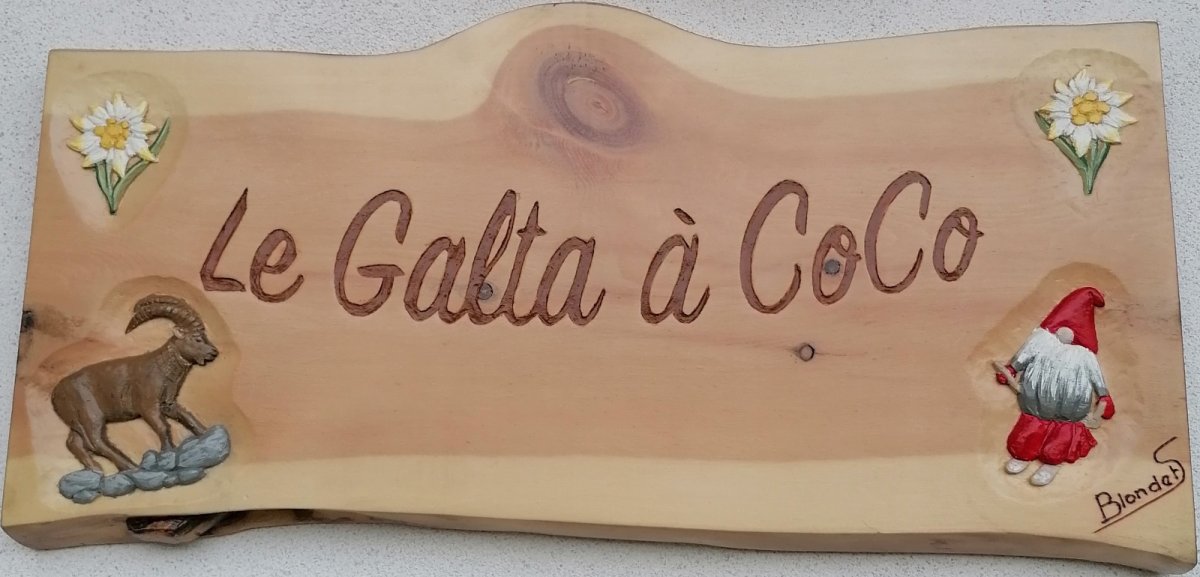 Le Galta à CoCo
Blondet S